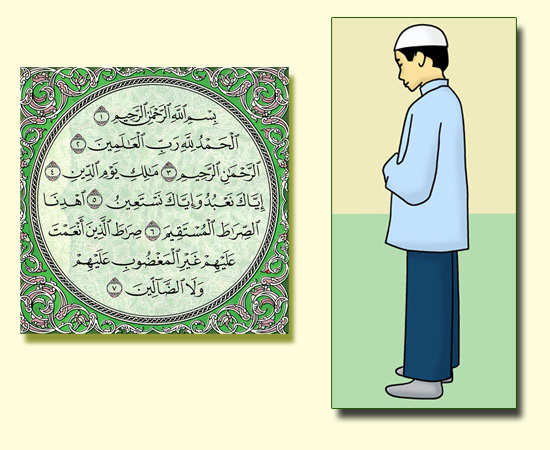 بِسْمِ اللَّهِ الرَّحْمَٰنِ الرَّحِيمِ ١
الْحَمْدُ لِلَّهِ رَبِّ الْعَالَمِينَ ٢
الرَّحْمَٰنِ الرَّحِيمِ ٣ مَالِكِ يَوْمِ الدِّينِ ٤
إِيَّاكَ نَعْبُدُ وَإِيَّاكَ نَسْتَعِينُ ٥ اهْدِنَا
الصِّرَاطَ الْمُسْتَقِيمَ ٦ صِرَاطَ الَّذِينَ أَنْعَمْتَ
عَلَيْهِمْ غَيْرِ الْمَغْضُوبِ عَلَيْهِمْ
وَلَا الضَّالِّينَ ٧